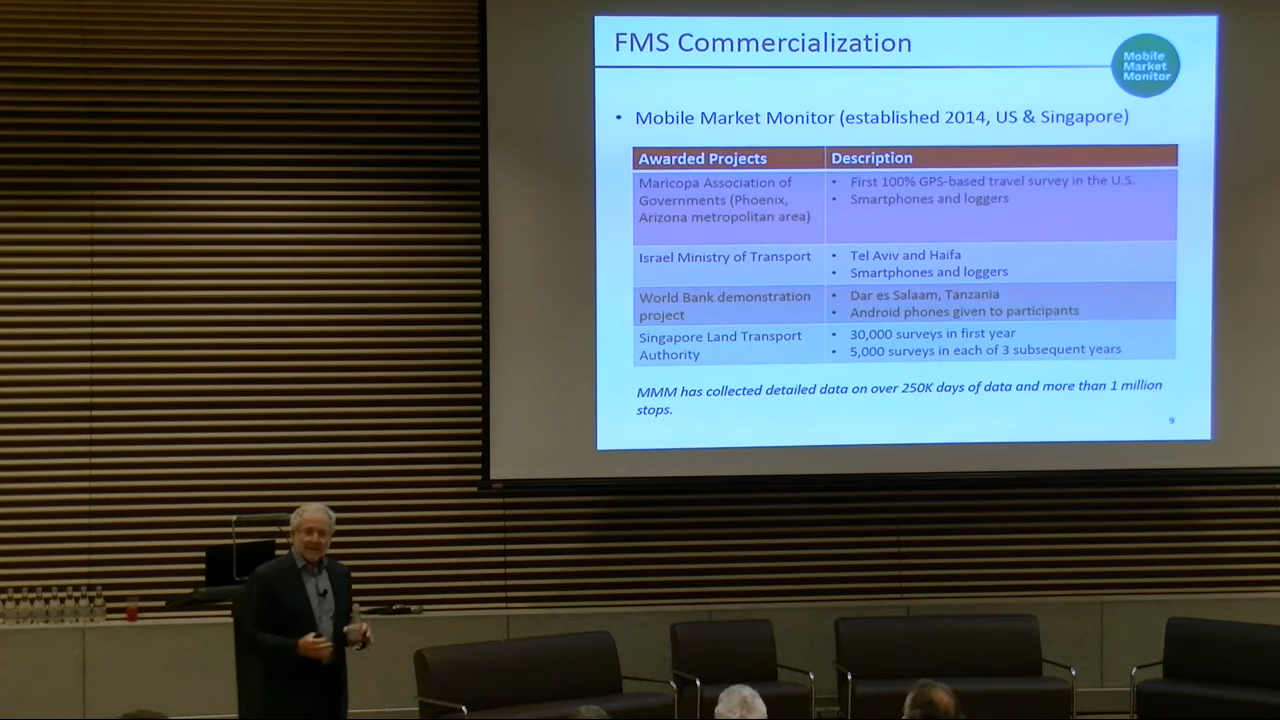 FMS Commercialization
Mobile
Market
Monitor
• Mobile Market Monitor (established 2014, US & Singapore)
Awarded Projects
Description
Maricopa Association of
Governments (Phoenix,
Arizona metropolitan area)
• First 100% GPS-based travel survey in the U.S.
• Smartphones and loggers
Israel Ministry of Transport
• Tel Aviv and Haifa
• Smartphones and loggers
World Bank demonstration
project
• Dar es Salaam, Tanzania
• Android phones given to participants
Singapore Land Transport
Authority
• 30,000 surveys in first year
• 5,000 surveys in each of 3 subsequent years
MMM has collected detailed data on over 250K days of data and more than 1 million
stops.
9